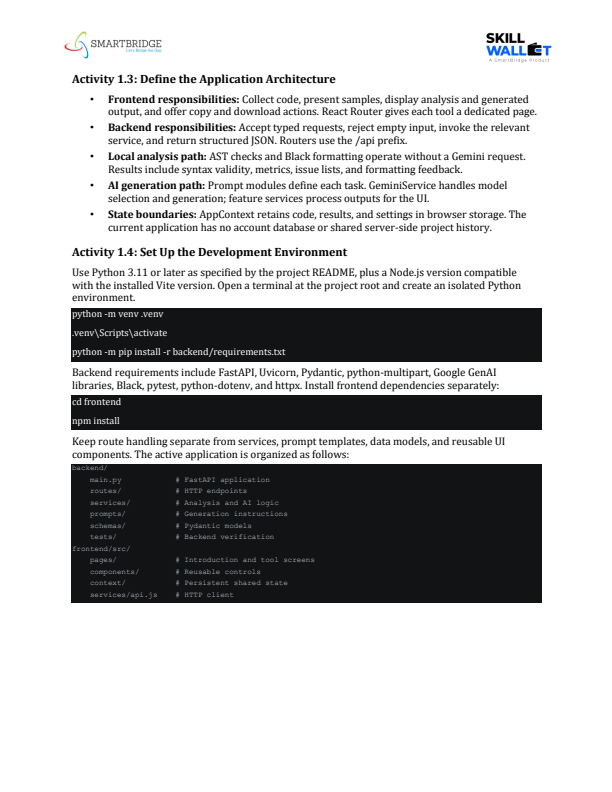 SMARTBRIDGE
Let's Bridge the Gap
SKILL
WALLET
A SmartBridge Product
Activity 1.3: Define the Application Architecture
• Frontend responsibilities: Collect code, present samples, display analysis and generated
output, and offer copy and download actions. React Router gives each tool a dedicated page.
• Backend responsibilities: Accept typed requests, reject empty input, invoke the relevant
service, and return structured JSON. Routers use the /api prefix.
• Local analysis path: AST checks and Black formatting operate without a Gemini request.
Results include syntax validity, metrics, issue lists, and formatting feedback.
• AI generation path: Prompt modules define each task. GeminiService handles model
selection and generation; feature services process outputs for the UI.
• State boundaries: AppContext retains code, results, and settings in browser storage. The
current application has no account database or shared server-side project history.
Activity 1.4: Set Up the Development Environment
Use Python 3.11 or later as specified by the project README, plus a Node.js version compatible
with the installed Vite version. Open a terminal at the project root and create an isolated Python
environment.
python -m venv .venv
.venv\Scripts\activate
python -m pip install -r backend/requirements.txt
Backend requirements include FastAPI, Uvicorn, Pydantic, python-multipart, Google GenAI
libraries, Black, pytest, python-dotenv, and httpx. Install frontend dependencies separately:
cd frontend
npm install
Keep route handling separate from services, prompt templates, data models, and reusable UI
components. The active application is organized as follows:
backend/
    main.py            # FastAPI application
    routes/            # HTTP endpoints
    services/          # Analysis and AI logic
    prompts/           # Generation instructions
    schemas/           # Pydantic models
    tests/             # Backend verification
frontend/src/
    pages/             # Introduction and tool screens
    components/        # Reusable controls
    context/           # Persistent shared state
    services/api.js    # HTTP client